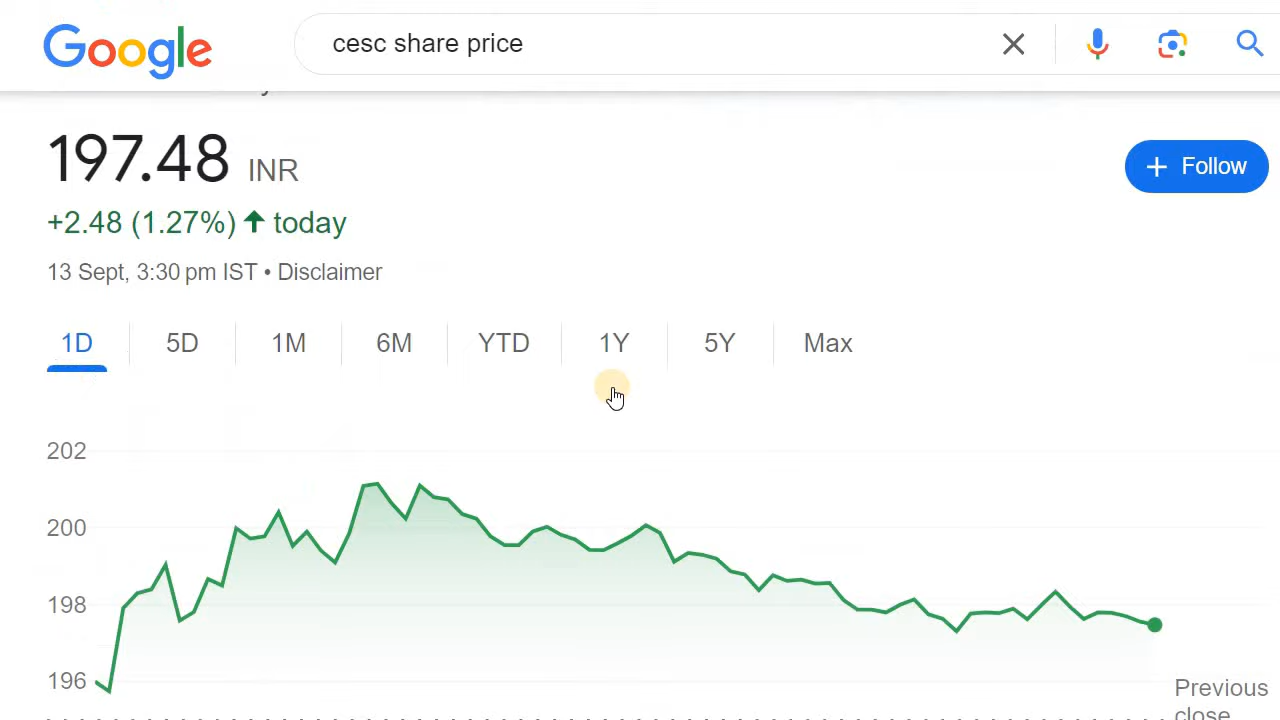 Google
cesc share price
197.48 INR
+ Follow
+2.48 (1.27%) ↑ today
13 Sept, 3:30 pm IST • Disclaimer
1D 5D 1M 6M YTD 1Y 5Y Max
202
200
198
196
Previous
close